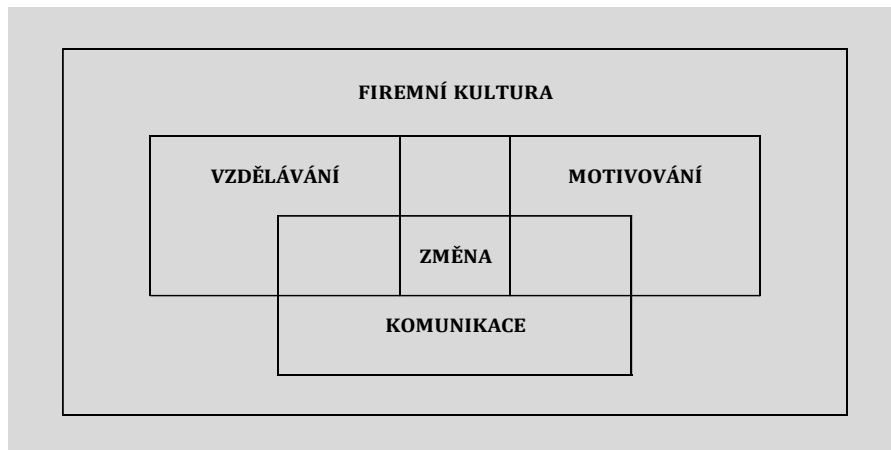 FIREMNÍ KULTURA
VZDĚLÁVÁNÍ
MOTIVOVÁNÍ
ZMĚNA
KOMUNIKACE